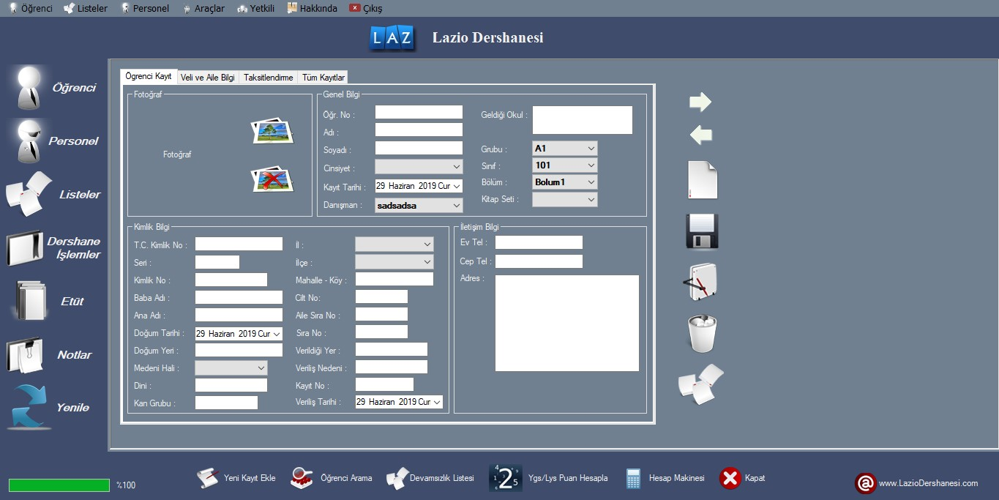 Öğrenci Listeler Personel Araçlar Yetkili Hakkında Çıkış
LAZ Lazio Dershanesi
Öğrenci
Personel
Listeler
Dershane
İşlemler
Etüt
Notlar
Yenile
Ögrenci Kayıt Veli ve Aile Bilgi Taksitlendirme Tüm Kayıtlar
Fotoğraf
Fotoğraf
Genel Bilgi
Öğr. No :
Adı :
Soyadı :
Cinsiyet :
Kayıt Tarihi : 29 Haziran 2019 Cur
Danışman : sadsadsa
Geldiği Okul :
Grubu : A1
Sınıf : 101
Bölüm : Bolum1
Kitap Seti :
Kimlik Bilgi
T.C. Kimlik No :
Seri :
Kimlik No :
Baba Adı :
Ana Adı :
Doğum Tarihi : 29 Haziran 2019 Cur
Doğum Yeri :
Medeni Hali :
Dini :
Kan Grubu :
İl :
İlçe :
Mahalle - Köy :
Cilt No:
Aile Sıra No :
Sıra No :
Verildiği Yer :
Veriliş Nedeni :
Kayıt No :
Veriliş Tarihi : 29 Haziran 2019 Cur
İletişim Bilgi
Ev Tel :
Cep Tel :
Adres :
%100
Yeni Kayıt Ekle
Öğrenci Arama
Devamsızlık Listesi
4 1 2 5
Ygs/Lys Puan Hesapla
Hesap Makinesi
Kapat
@ www.LazioDershanesi.com